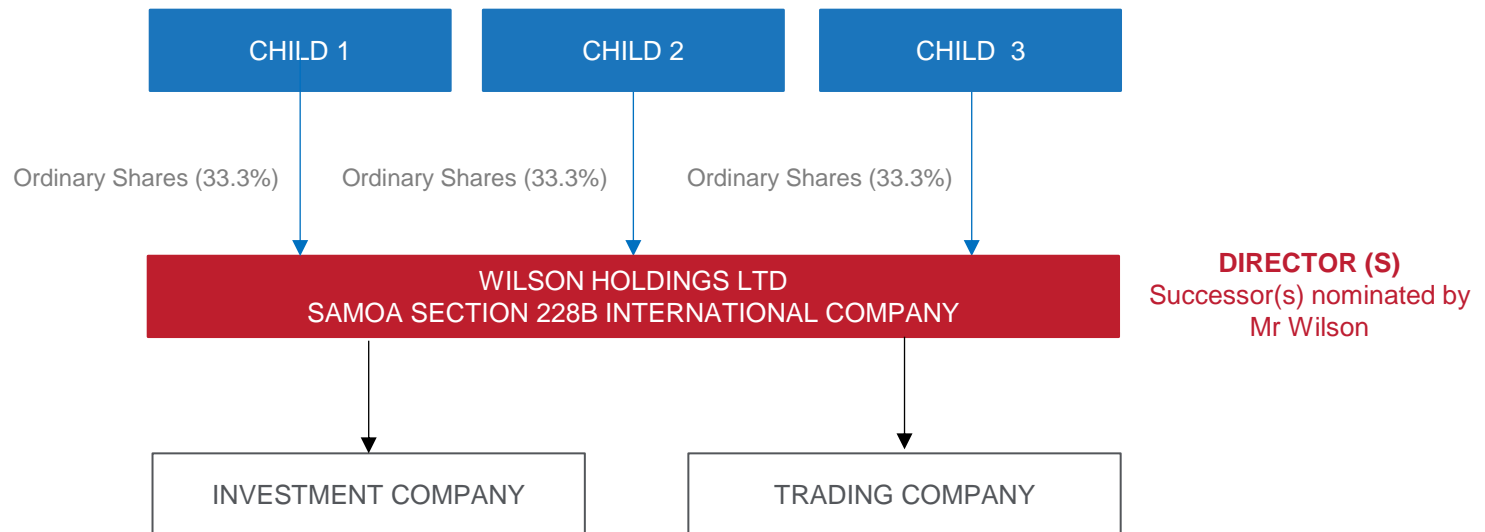 CHILD 1
CHILD 2
CHILD 3
Ordinary Shares (33.3%)
Ordinary Shares (33.3%)
Ordinary Shares (33.3%)
WILSON HOLDINGS LTD
SAMOA SECTION 228B INTERNATIONAL COMPANY
DIRECTOR (S)
Successor(s) nominated by
Mr Wilson
INVESTMENT COMPANY
TRADING COMPANY